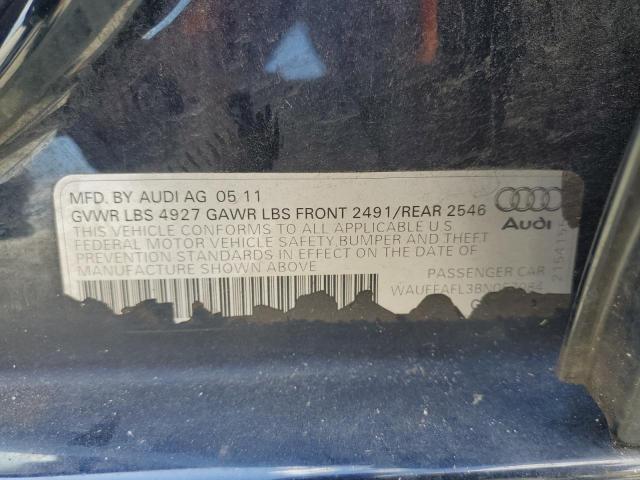 MFD. BY AUDI AG 05 11
GVWR LBS 4927 GAWR LBS FRONT 2491/REAR 2546
THIS VEHICLE CONFORMS TO ALL APPLICABLE U S
FEDERAL MOTOR VEHICLE SAFETY, BUMPER AND THEFT
PREVENTION STANDARDS IN EFFECT ON THE DATE OF
MANUFACTURE SHOWN ABOVE
Audi
PASSENGER CAR